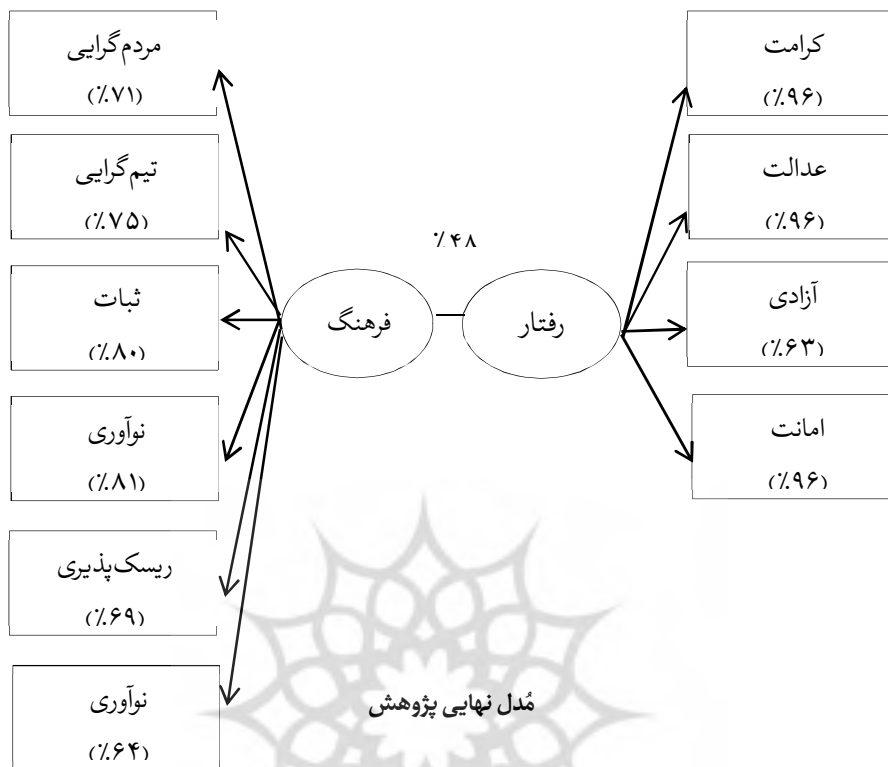 کرامت
(٪۹۶)
عدالت
(٪۹۶)
آزادی
(٪۶۳)
امانت
(٪۹۶)
رفتار
٪۴۸
فرهنگ
مردم‌گرایی
(٪۷۱)
تیم‌گرایی
(٪۷۵)
ثبات
(٪۸۰)
نوآوری
(٪۸۱)
ریسک‌پذیری
(٪۶۹)
نوآوری
(٪۶۴)
مُدل نهایی پژوهش